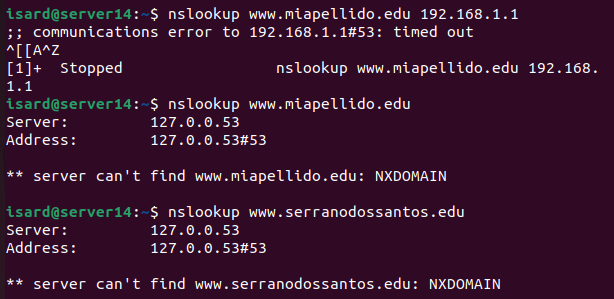 isard@server14:~$ nslookup www.miapellido.edu 192.168.1.1
;; communications error to 192.168.1.1#53: timed out
^[[A^Z
[1]+  Stopped                 nslookup www.miapellido.edu 192.168.
1.1
isard@server14:~$ nslookup www.miapellido.edu
Server:         127.0.0.53
Address:        127.0.0.53#53

** server can't find www.miapellido.edu: NXDOMAIN

isard@server14:~$ nslookup www.serranodossantos.edu
Server:         127.0.0.53
Address:        127.0.0.53#53

** server can't find www.serranodossantos.edu: NXDOMAIN